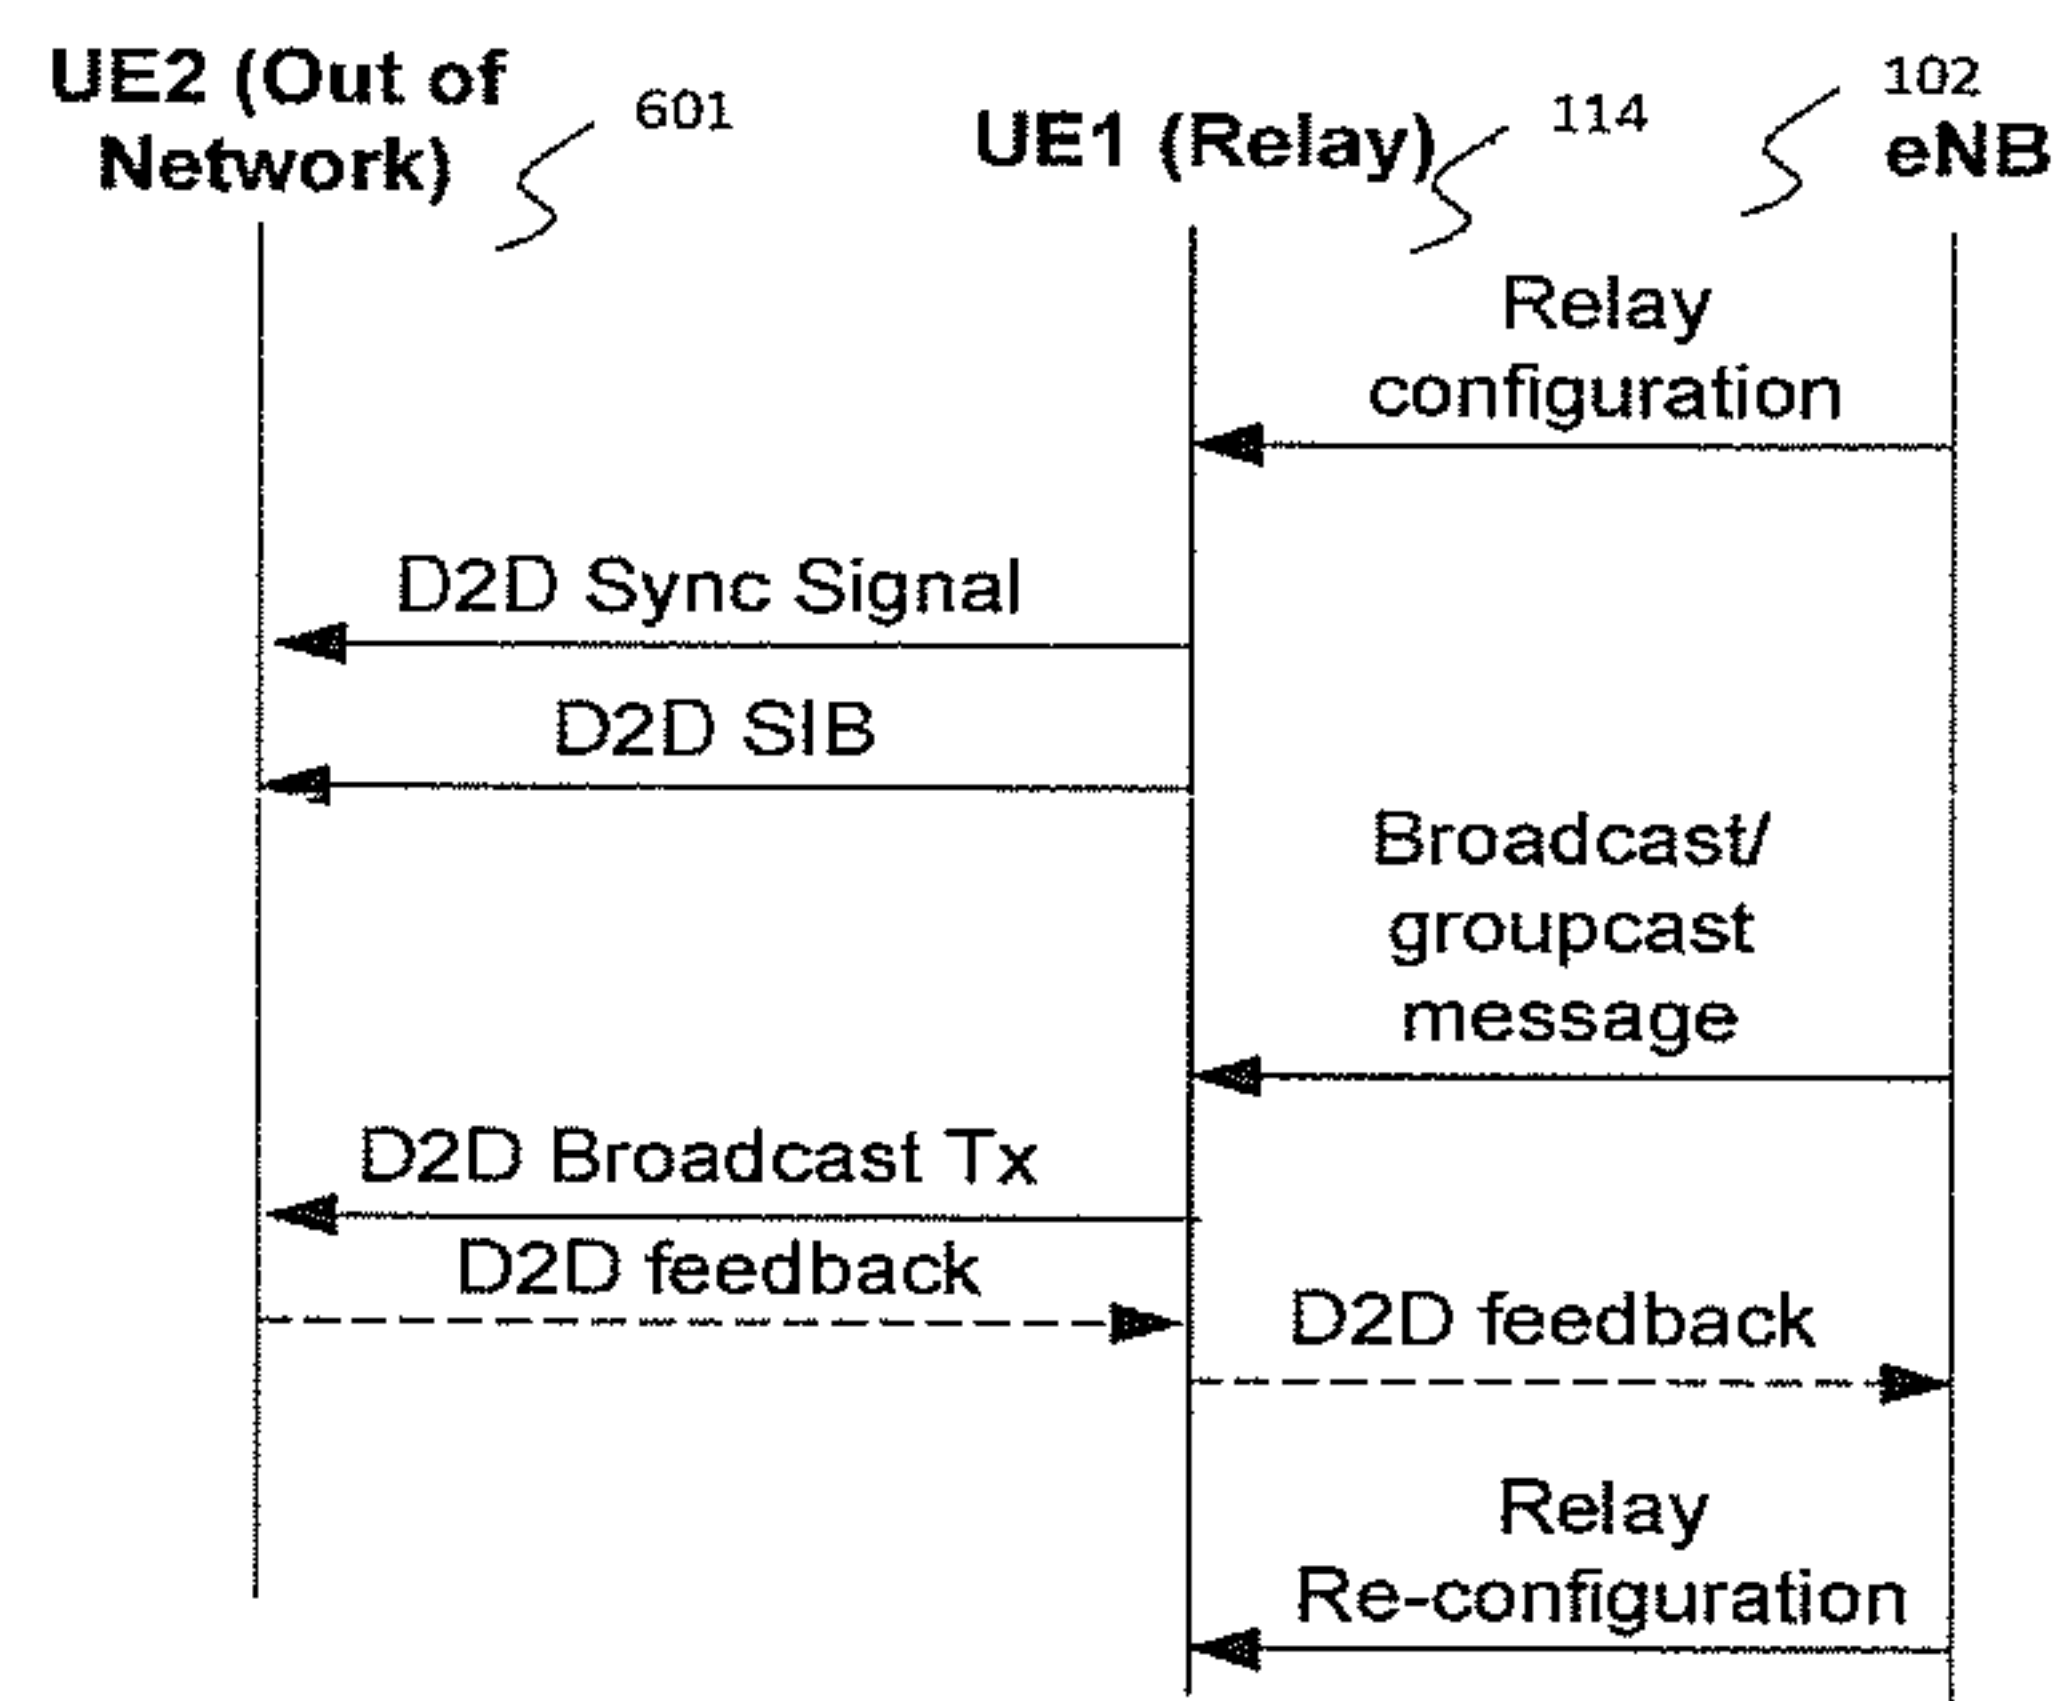 UE2 (Out of
Network)
601
UE1 (Relay)
114
102
eNB
Relay
configuration
D2D Sync Signal
D2D SIB
Broadcast/
groupcast
message
D2D Broadcast Tx
D2D feedback
D2D feedback
Relay
Re-configuration